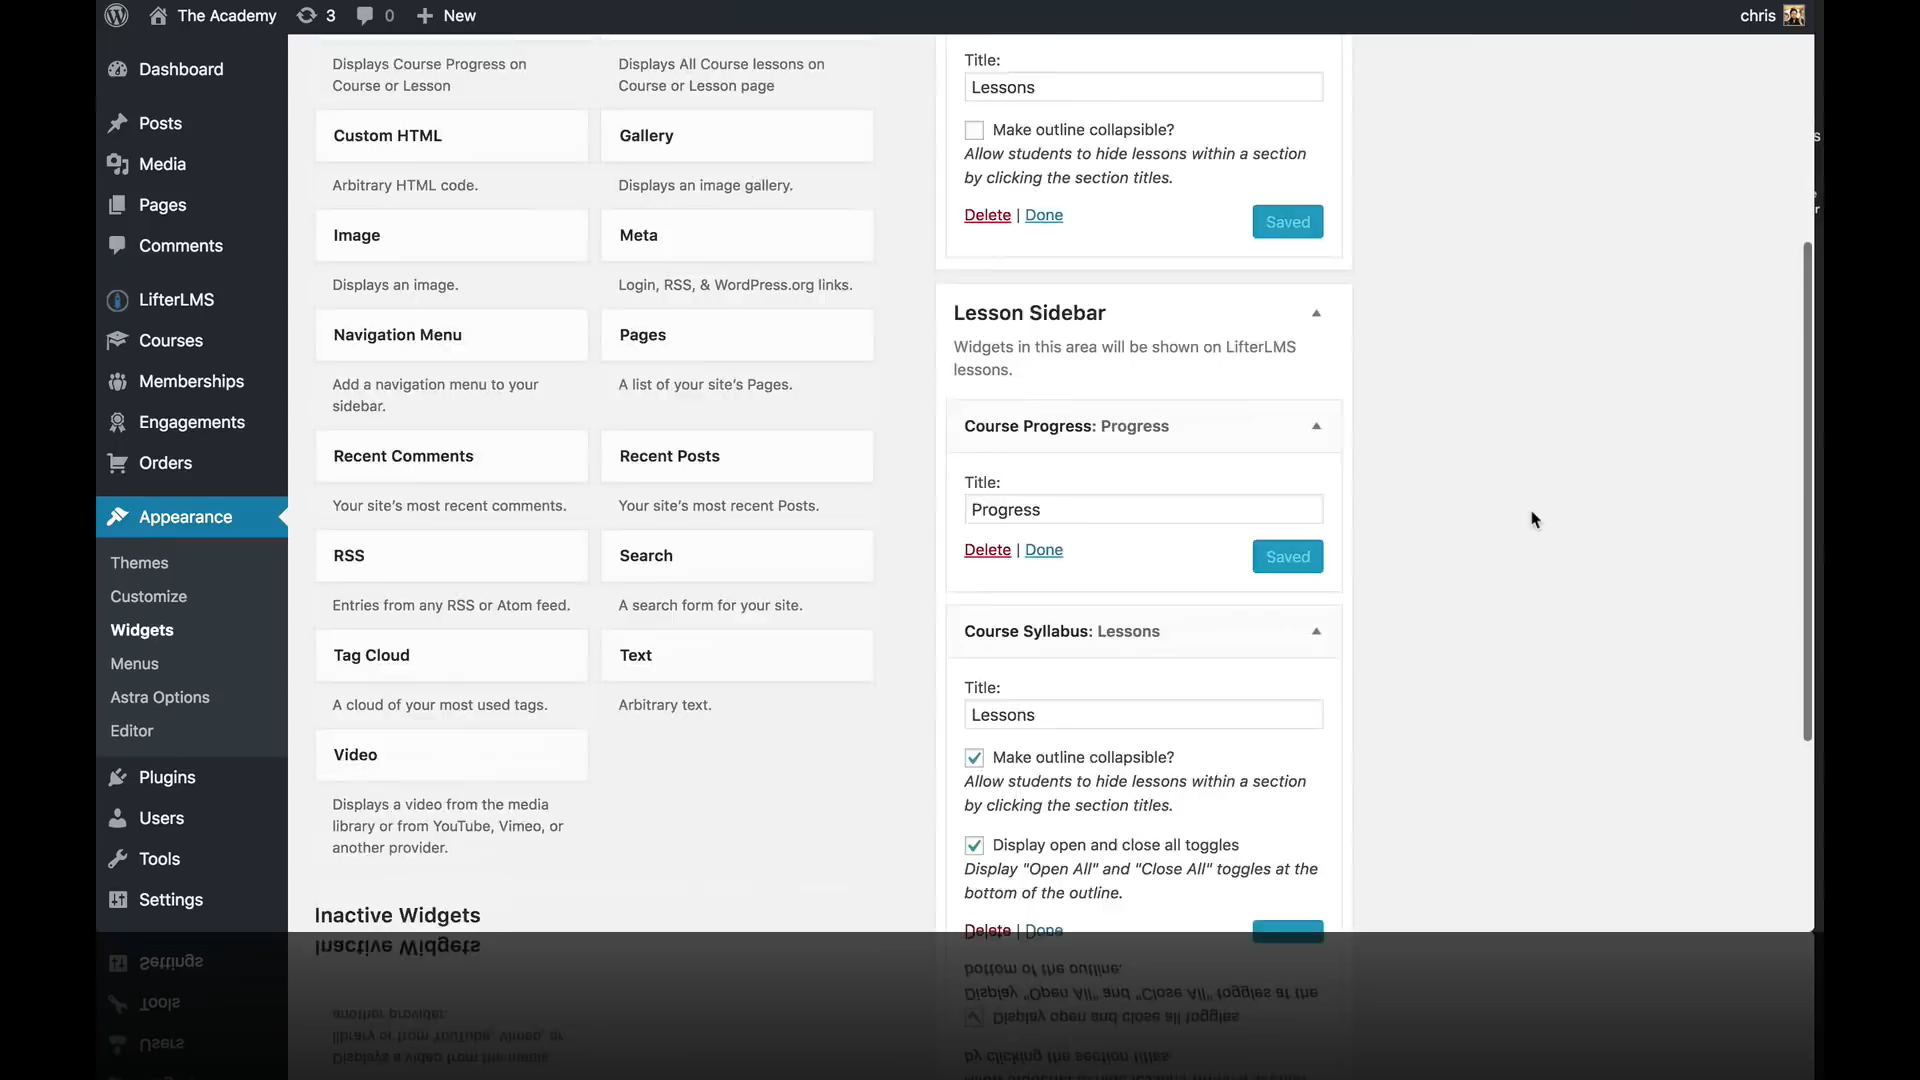 The Academy
3
0
New
chris
Dashboard
Posts
Media
Pages
Comments
LifterLMS
Courses
Memberships
Engagements
Orders
Appearance
Themes
Customize
Widgets
Menus
Astra Options
Editor
Plugins
Users
Tools
Settings
Displays Course Progress on
Course or Lesson
Displays All Course lessons on
Course or Lesson page
Custom HTML
Gallery
Arbitrary HTML code.
Displays an image gallery.
Image
Meta
Displays an image.
Login, RSS, & WordPress.org links.
Navigation Menu
Pages
Add a navigation menu to your
sidebar.
A list of your site's Pages.
Recent Comments
Recent Posts
Your site's most recent comments.
Your site's most recent Posts.
RSS
Search
Entries from any RSS or Atom feed.
A search form for your site.
Tag Cloud
Text
A cloud of your most used tags.
Arbitrary text.
Video
Displays a video from the media
library or from YouTube, Vimeo, or
another provider.
Inactive Widgets
Title:
Lessons
Make outline collapsible?
Allow students to hide lessons within a section
by clicking the section titles.
Delete | Done
Saved
Lesson Sidebar
Widgets in this area will be shown on LifterLMS
lessons.
Course Progress: Progress
Title:
Progress
Delete | Done
Saved
Course Syllabus: Lessons
Title:
Lessons
Make outline collapsible?
Allow students to hide lessons within a section
by clicking the section titles.
Display open and close all toggles
Display "Open All" and "Close All" toggles at the
bottom of the outline.
Delete | Done